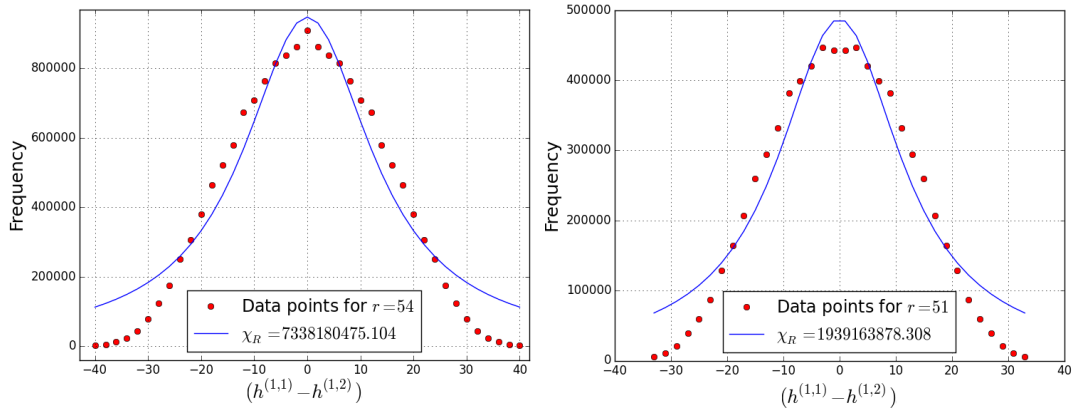 800000
600000
400000
200000
0
Frequency
Data points for r=54
χ_R =7338180475.104
−40 −30 −20 −10 0 10 20 30 40
(h^(1,1) −h^(1,2))
500000
400000
300000
200000
100000
0
Frequency
Data points for r=51
χ_R =1939163878.308
−40 −30 −20 −10 0 10 20 30 40
(h^(1,1) −h^(1,2))